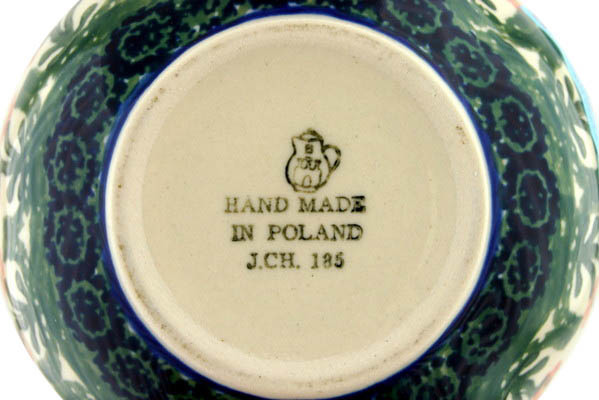 HAND MADE
IN POLAND
J.CH. 185